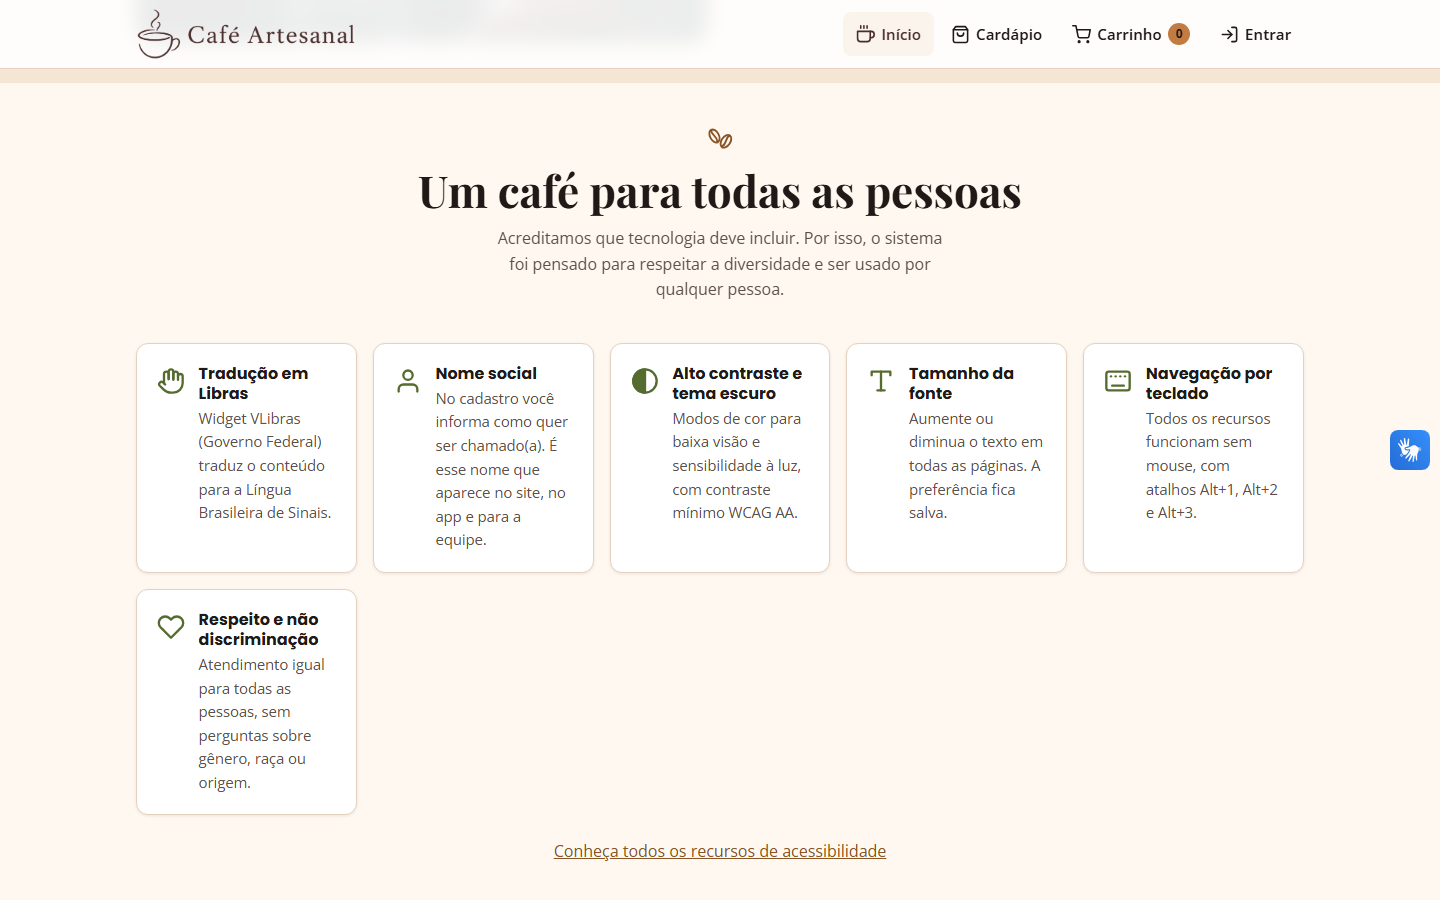 Café Artesanal
Início
Cardápio
Carrinho 0
Entrar
Um café para todas as pessoas
Acreditamos que tecnologia deve incluir. Por isso, o sistema
foi pensado para respeitar a diversidade e ser usado por
qualquer pessoa.
Tradução em
Libras
Widget VLibras
(Governo Federal)
traduz o conteúdo
para a Língua
Brasileira de Sinais.
Nome social
No cadastro você
informa como quer
ser chamado(a). É
esse nome que
aparece no site, no
app e para a
equipe.
Alto contraste e
tema escuro
Modos de cor para
baixa visão e
sensibilidade à luz,
com contraste
mínimo WCAG AA.
Tamanho da
fonte
Aumente ou
diminua o texto em
todas as páginas. A
preferência fica
salva.
Navegação por
teclado
Todos os recursos
funcionam sem
mouse, com
atalhos Alt+1, Alt+2
e Alt+3.
Respeito e não
discriminação
Atendimento igual
para todas as
pessoas, sem
perguntas sobre
gênero, raça ou
origem.
Conheça todos os recursos de acessibilidade